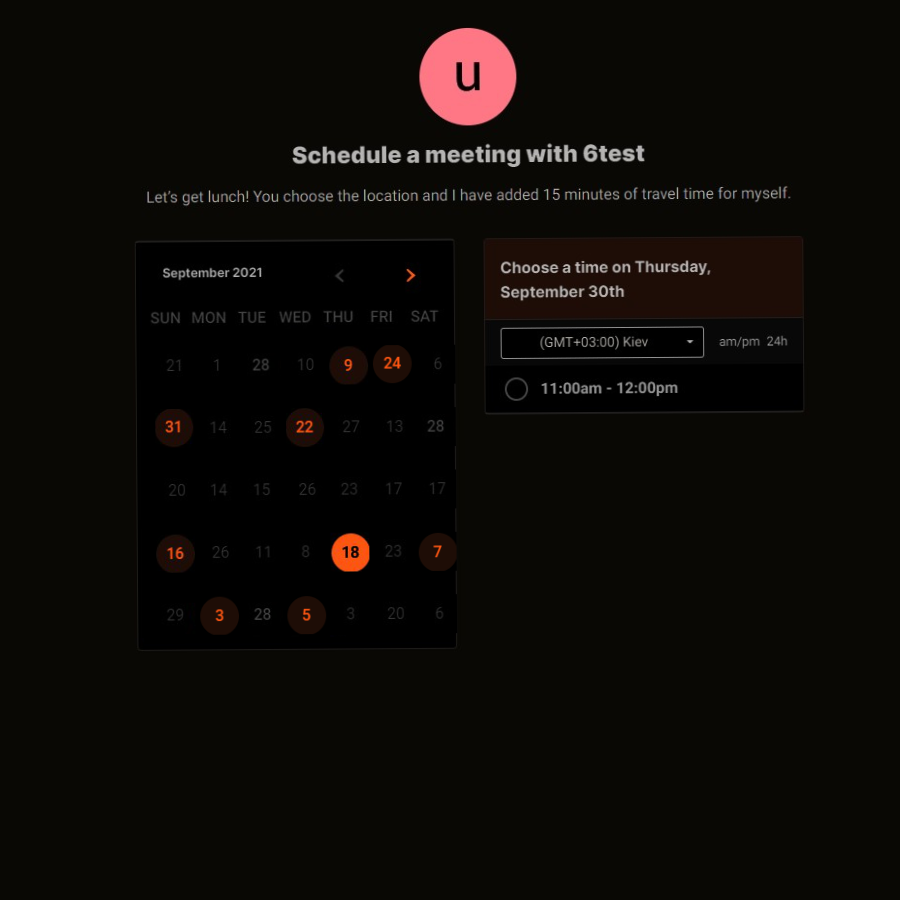 u
Schedule a meeting with 6test
Let's get lunch! You choose the location and I have added 15 minutes of travel time for myself.
September 2021
SUN MON TUE WED THU FRI SAT
21 1 28 10 9 24 6
31 14 25 22 27 13 28
20 14 15 26 23 17 17
16 26 11 8 18 23 7
29 3 28 5 3 20 6
Choose a time on Thursday,
September 30th
(GMT+03:00) Kiev am/pm 24h
11:00am - 12:00pm